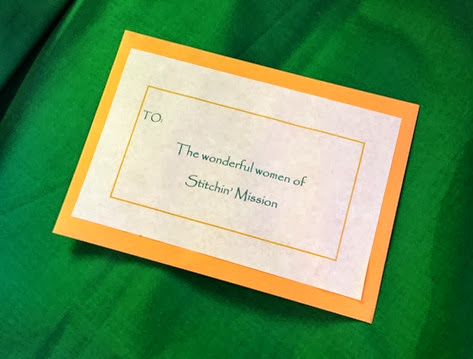 TO:
The wonderful women of
Stitchin' Mission